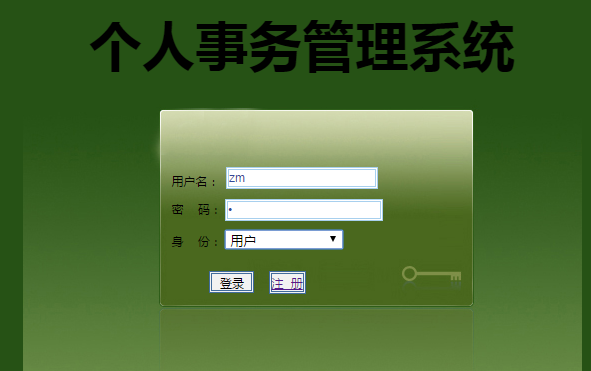 个人事务管理系统
用户名： zm
密 码： •
身 份： 用户 ▼
登录 注 册